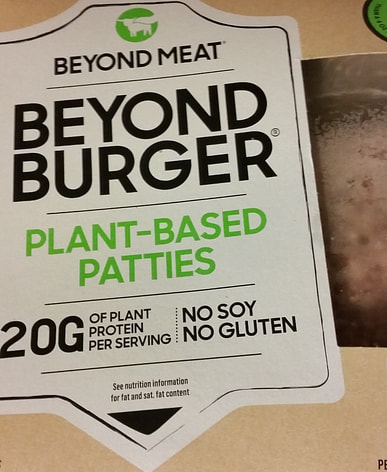 BEYOND MEAT®
BEYOND
BURGER®
PLANT-BASED
PATTIES
20G OF PLANT PROTEIN PER SERVING
NO SOY
NO GLUTEN
See nutrition information
for fat and sat. fat content